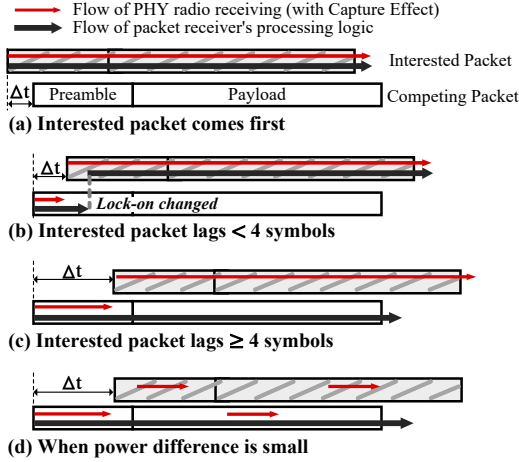 Flow of PHY radio receiving (with Capture Effect)
Flow of packet receiver's processing logic
Interested Packet
Δt
Preamble
Payload
Competing Packet
(a) Interested packet comes first
Δt
Lock-on changed
(b) Interested packet lags < 4 symbols
Δt
(c) Interested packet lags ≥ 4 symbols
Δt
(d) When power difference is small